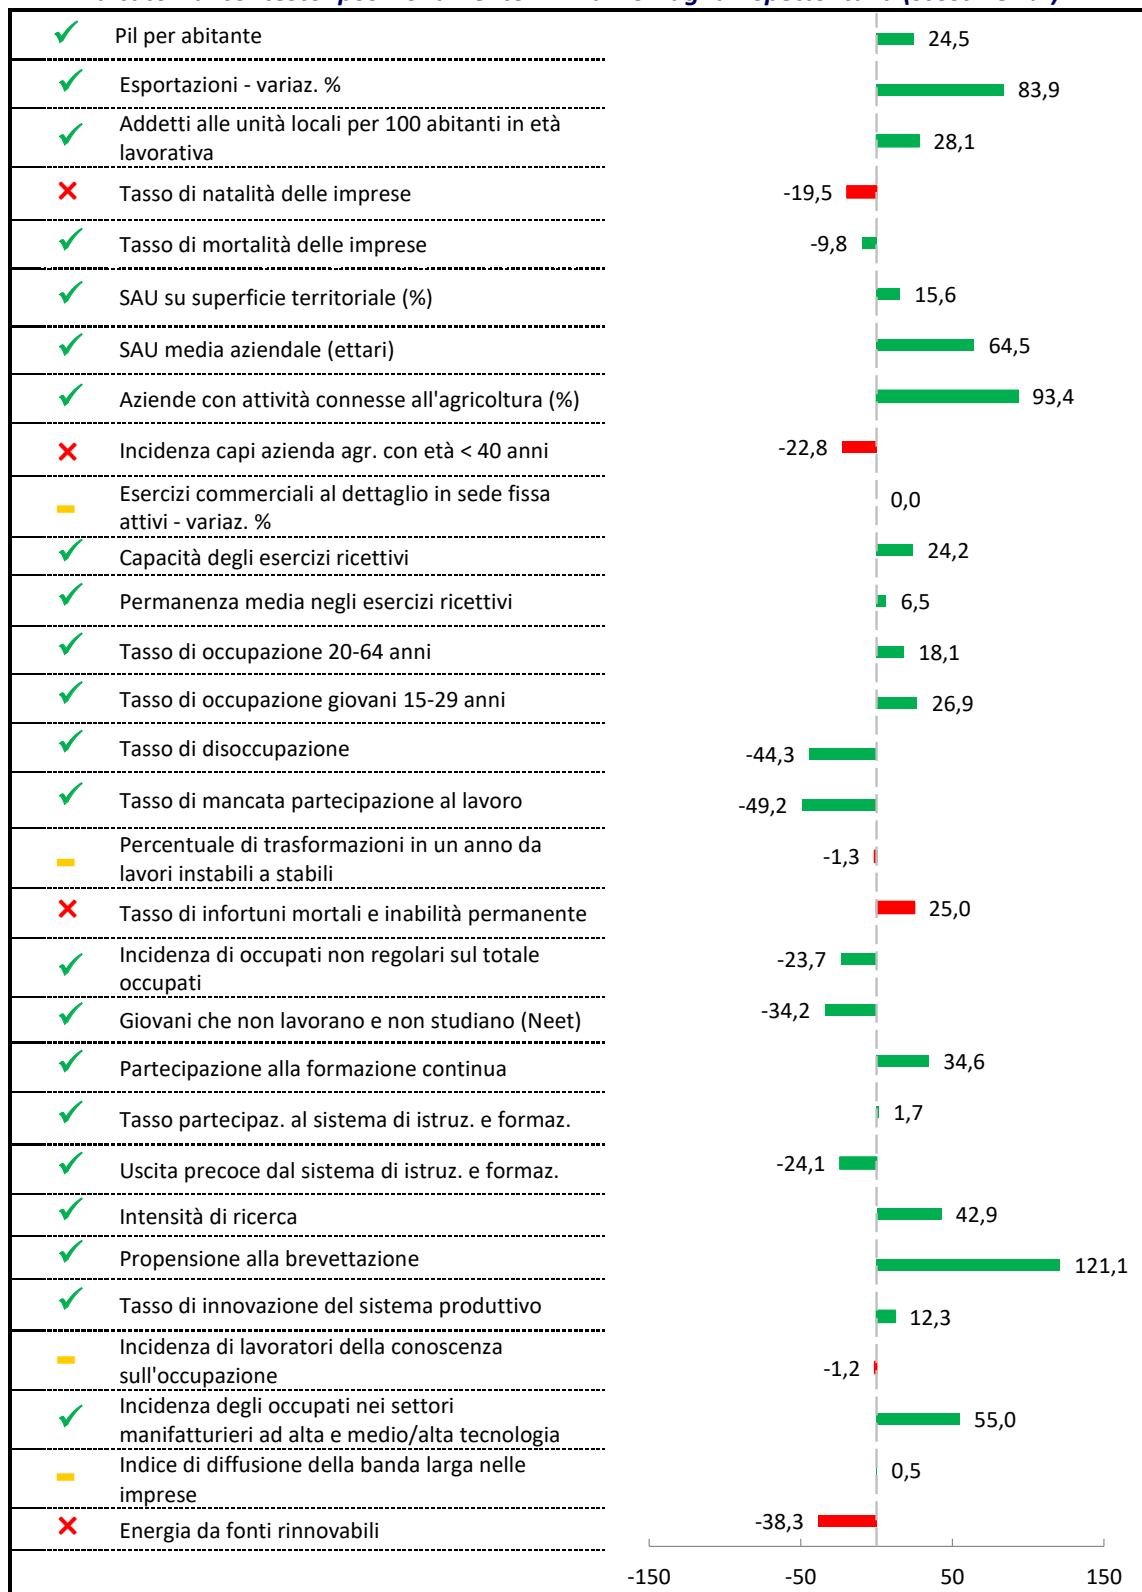 Pil per abitante 24,5
Esportazioni - variaz. % 83,9
Addetti alle unità locali per 100 abitanti in età
lavorativa 28,1
Tasso di natalità delle imprese -19,5
Tasso di mortalità delle imprese -9,8
SAU su superficie territoriale (%) 15,6
SAU media aziendale (ettari) 64,5
Aziende con attività connesse all'agricoltura (%) 93,4
Incidenza capi azienda agr. con età < 40 anni -22,8
Esercizi commerciali al dettaglio in sede fissa
attivi - variaz. % 0,0
Capacità degli esercizi ricettivi 24,2
Permanenza media negli esercizi ricettivi 6,5
Tasso di occupazione 20-64 anni 18,1
Tasso di occupazione giovani 15-29 anni 26,9
Tasso di disoccupazione -44,3
Tasso di mancata partecipazione al lavoro -49,2
Percentuale di trasformazioni in un anno da
lavori instabili a stabili -1,3
Tasso di infortuni mortali e inabilità permanente 25,0
Incidenza di occupati non regolari sul totale
occupati -23,7
Giovani che non lavorano e non studiano (Neet) -34,2
Partecipazione alla formazione continua 34,6
Tasso partecipaz. al sistema di istruz. e formaz. 1,7
Uscita precoce dal sistema di istruz. e formaz. -24,1
Intensità di ricerca 42,9
Propensione alla brevettazione 121,1
Tasso di innovazione del sistema produttivo 12,3
Incidenza di lavoratori della conoscenza
sull'occupazione -1,2
Incidenza degli occupati nei settori
manifatturieri ad alta e medio/alta tecnologia 55,0
Indice di diffusione della banda larga nelle
imprese 0,5
Energia da fonti rinnovabili -38,3
-150 -50 50 150